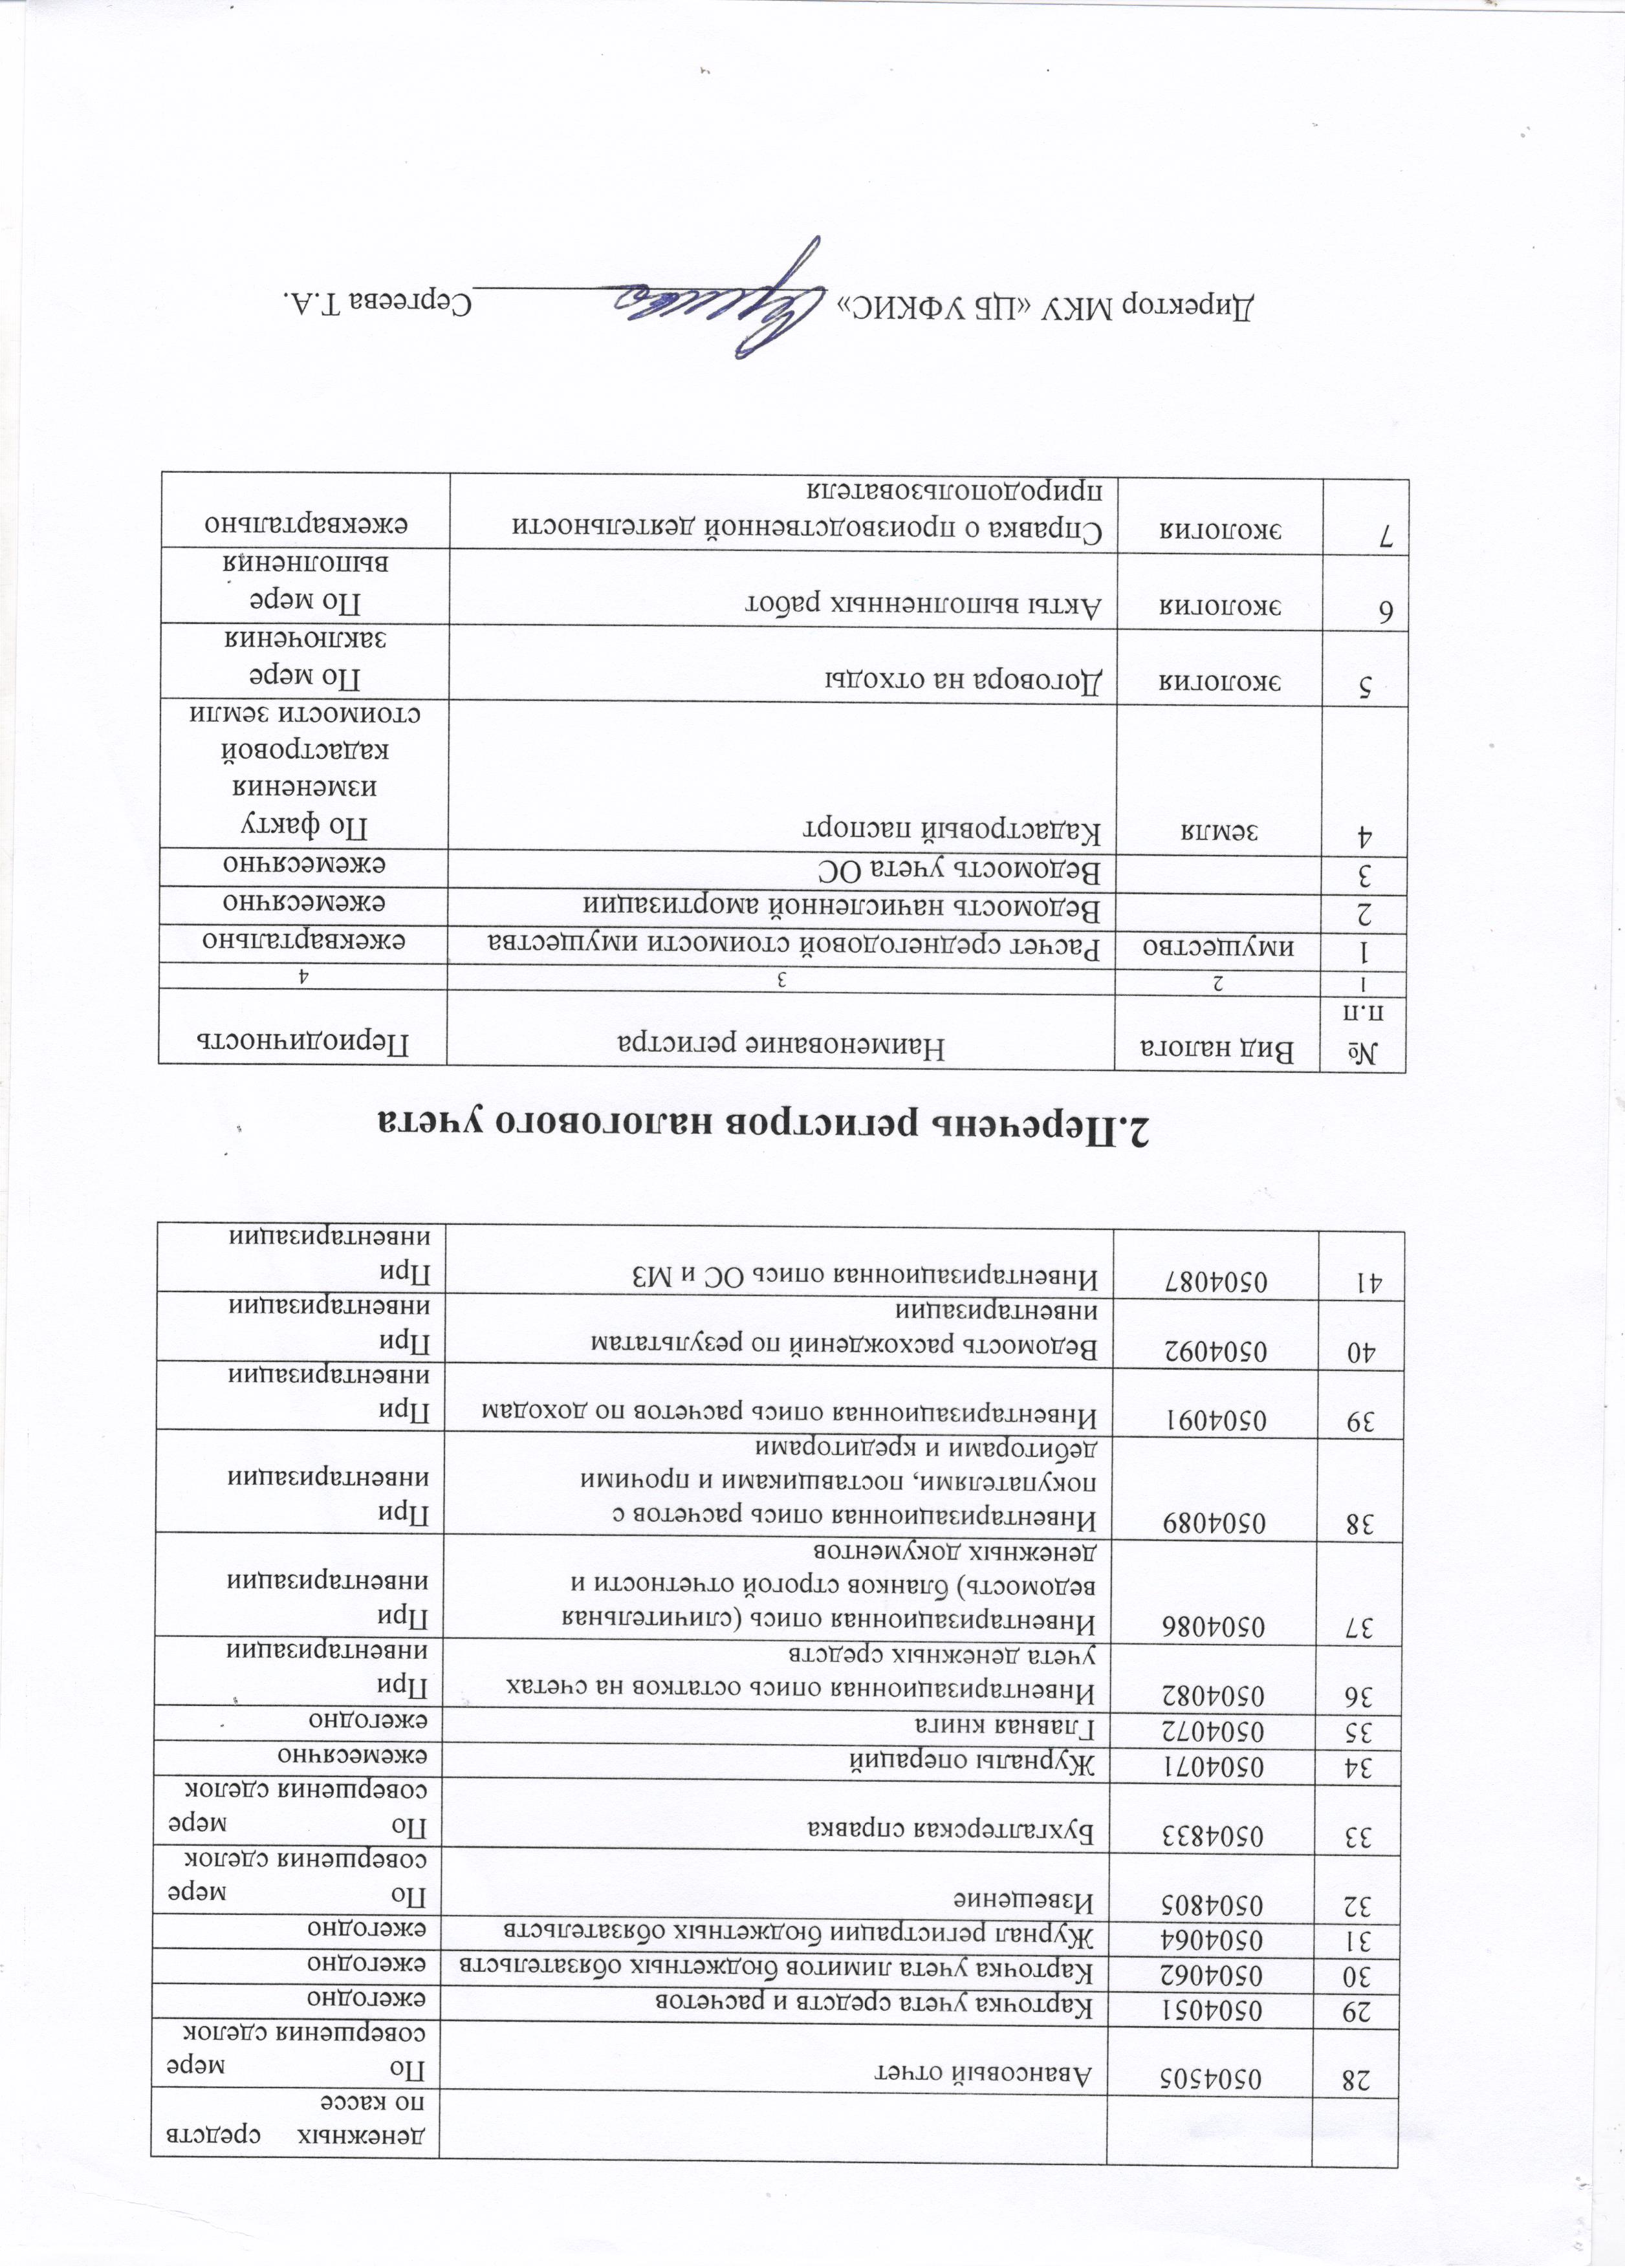 денежных средств
по кассе
28 0504505 Авансовый отчет По мере
совершения сделок
29 0504051 Карточка учета средств и расчетов ежегодно
30 0504062 Карточка учета лимитов бюджетных обязательств ежегодно
31 0504064 Журнал регистрации бюджетных обязательств ежегодно
32 0504805 Извещение По мере
совершения сделок
33 0504833 Бухгалтерская справка По мере
совершения сделок
34 0504071 Журналы операций ежемесячно
35 0504072 Главная книга ежегодно
36 0504082 Инвентаризационная опись остатков на счетах При
учета денежных средств инвентаризации
37 0504086 Инвентаризационная опись (сличительная При
ведомость) бланков строгой отчетности и инвентаризации
денежных документов
38 0504089 Инвентаризационная опись расчетов с При
покупателями, поставщиками и прочими инвентаризации
дебиторами и кредиторами
39 0504091 Инвентаризационная опись расчетов по доходам При
инвентаризации
40 0504092 Ведомость расхождений по результатам При
инвентаризации инвентаризации
41 0504087 Инвентаризационная опись ОС и МЗ При
инвентаризации
2.Перечень регистров налогового учета
№ Вид налога Наименование регистра Периодичность
п.п
1 2 3 4
1 имущество Расчет среднегодовой стоимости имущества ежеквартально
2 Ведомость начисленной амортизации ежемесячно
3 Ведомость учета ОС ежемесячно
4 земля Кадастровый паспорт По факту
изменения
кадастровой
стоимости земли
5 экология Договора на отходы По мере
заключения
6 экология Акты выполненных работ По мере
выполнения
7 экология Справка о производственной деятельности ежеквартально
природопользователя
Директор МКУ «ЦБ УФКИС» Сергеева Т.А.